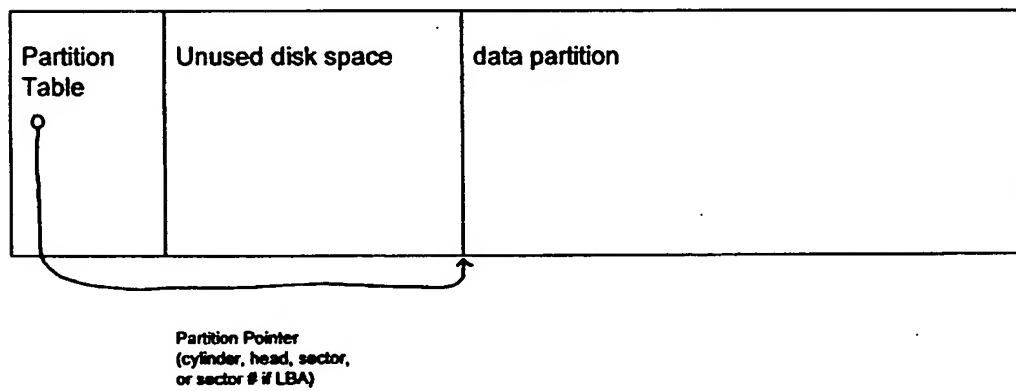 Partition
Table
Unused disk space
data partition
Partition Pointer
(cylinder, head, sector,
or sector # if LBA)